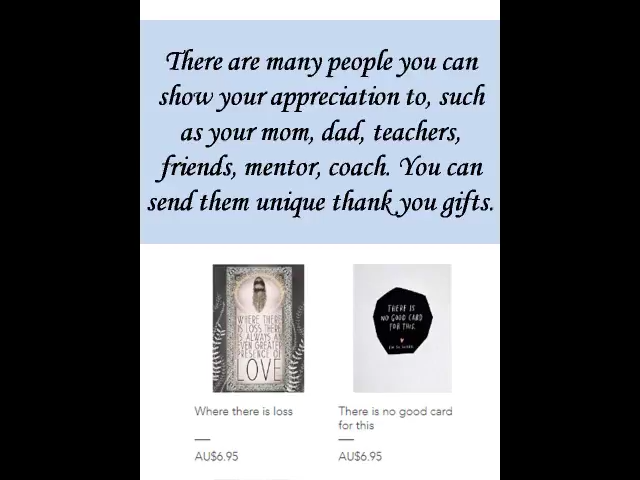 There are many people you can
show your appreciation to, such
as your mom, dad, teachers,
friends, mentor, coach. You can
send them unique thank you gifts.
WHERE THERE
IS LOSS THERE
IS ALWAYS AN
EVEN GREATER
PRESENCE OF
LOVE
THERE IS
NO GOOD CARD
FOR THIS.
Where there is loss
There is no good card
for this
AU$6.95
AU$6.95